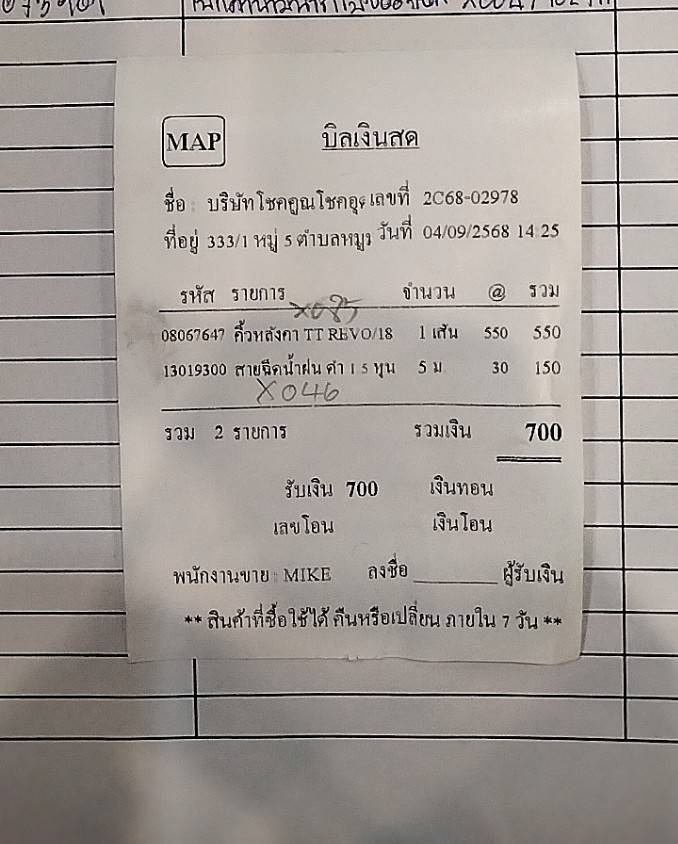 MAP บิลเงินสด
ชื่อ : บริษัทโชคคูณโชคอุ เลขที่ 2C68-02978
ที่อยู่ 333/1 หมู่ 5 ตำบลหมูร วันที่ 04/09/2568 14 25
รหัส รายการ จำนวน @ รวม
X085
08067647 คิ้วหลังคา TT REVO/18 1 เส้น 550 550
13019300 สายฉีดน้ำฝน ดำ 1 5 หุน 5 ม 30 150
X046
รวม 2 รายการ รวมเงิน 700
รับเงิน 700 เงินทอน
เลขโอน เงินโอน
พนักงานขาย : MIKE ลงชื่อ ________ ผู้รับเงิน
** สินค้าที่ซื้อใช้ได้ คืนหรือเปลี่ยน ภายใน 7 วัน **